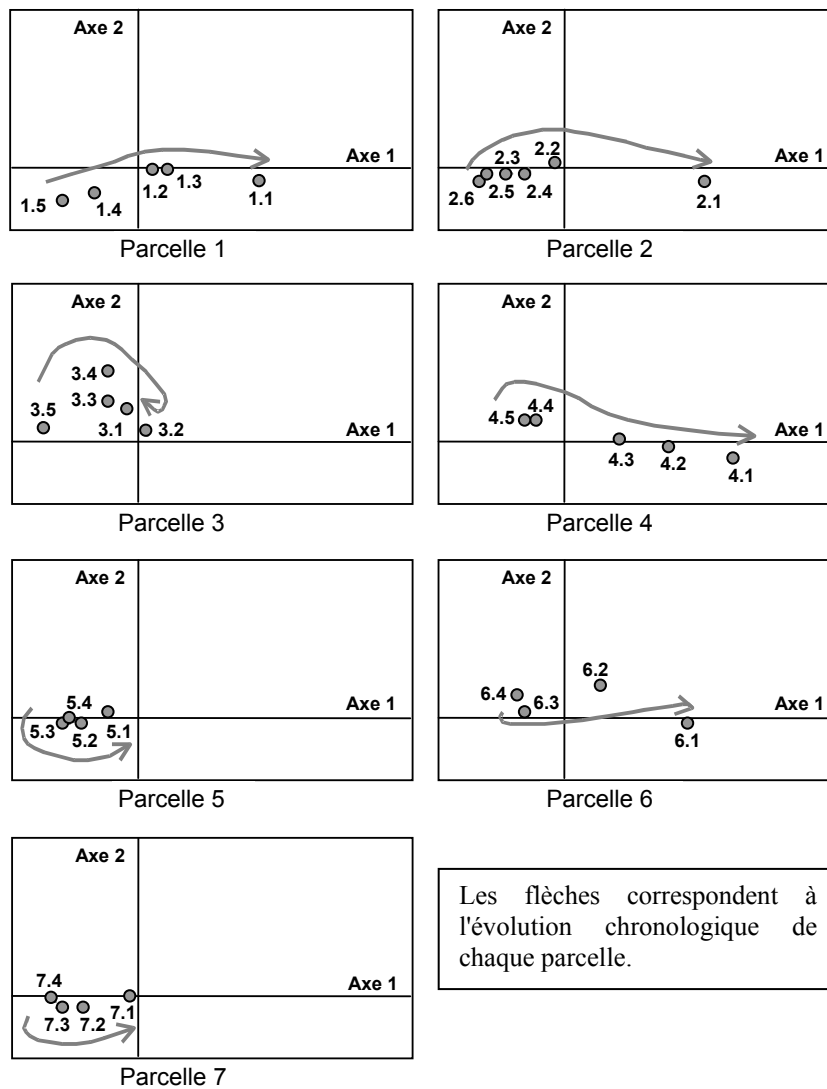 Axe 2
Axe 1
1.5
1.4
1.2
1.3
1.1
Parcelle 1
Axe 2
Axe 1
2.3
2.2
2.6
2.5
2.4
2.1
Parcelle 2
Axe 2
3.4
3.5
3.3
3.1
3.2
Axe 1
Parcelle 3
Axe 2
Axe 1
4.5
4.4
4.3
4.2
4.1
Parcelle 4
Axe 2
Axe 1
5.4
5.3
5.2
5.1
Parcelle 5
Axe 2
6.2
6.4
6.3
Axe 1
6.1
Parcelle 6
Axe 2
Axe 1
7.4
7.3
7.2
7.1
Parcelle 7
Les flèches correspondent à
l'évolution chronologique de
chaque parcelle.